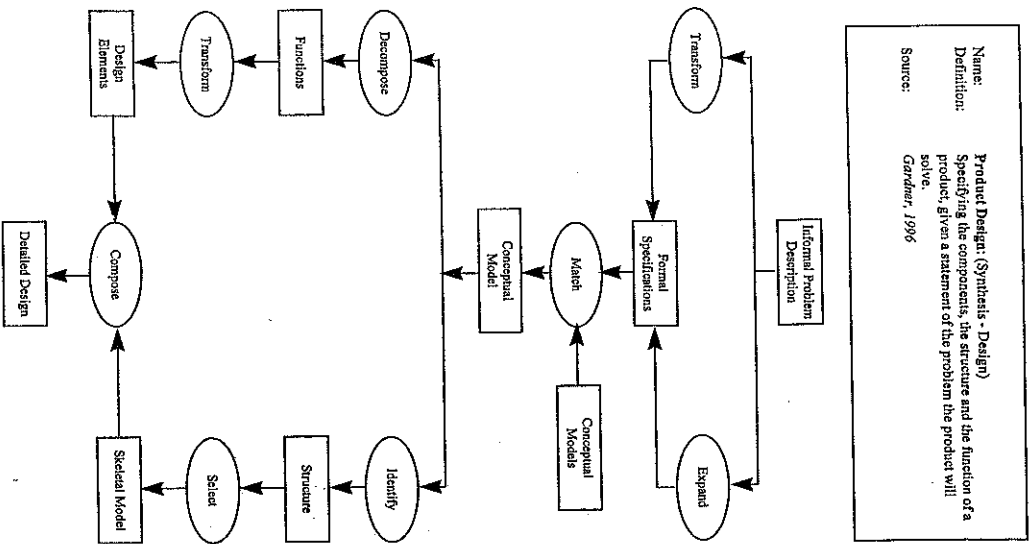 Name:
Product Design: (Synthesis - Design)
Definition:
Specifying the components, the structure and the function of a
product, given a statement of the problem the product will
solve.
Source:
Gardner, 1996
Informal Problem
Description
Transform
Expand
Formal
Specifications
Match
Conceptual
Models
Conceptual
Model
Decompose
Identify
Functions
Structure
Transform
Select
Design
Elements
Skeletal Model
Compose
Detailed Design